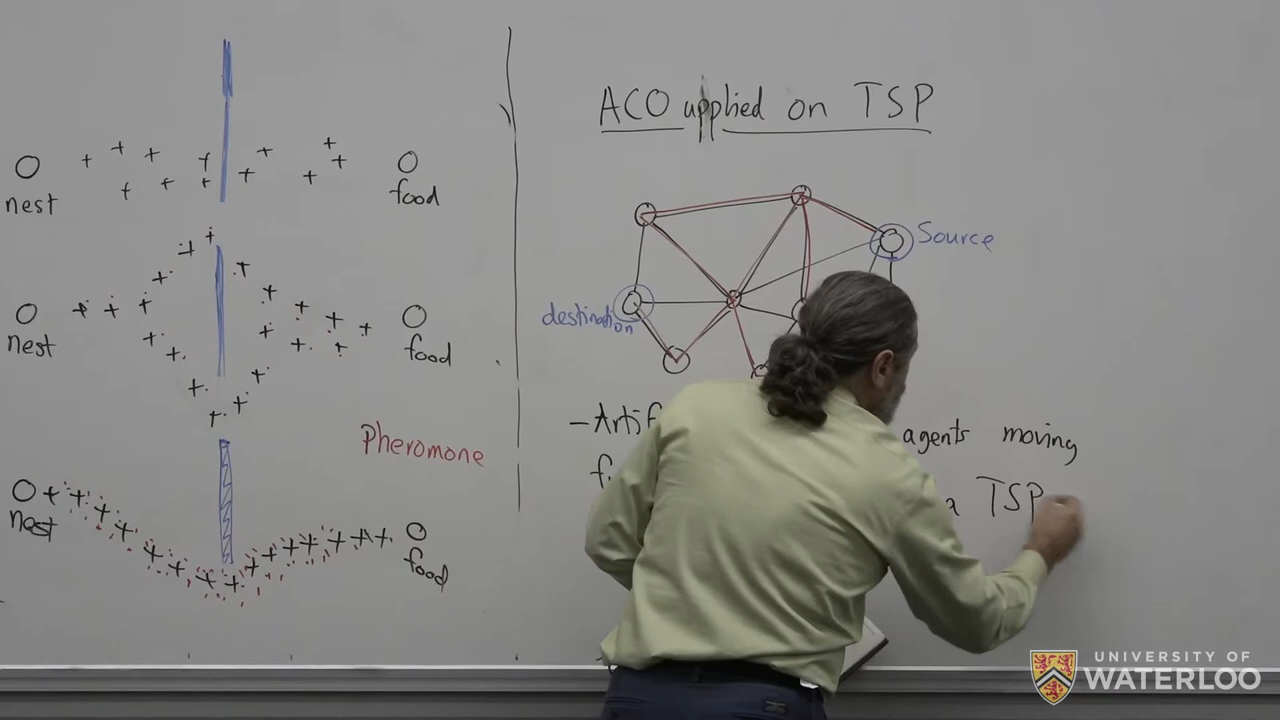 nest
food
nest
food
Pheromone
nest
food
ACO applied on TSP
Source
destination
agents moving
a TSP
UNIVERSITY OF
WATERLOO